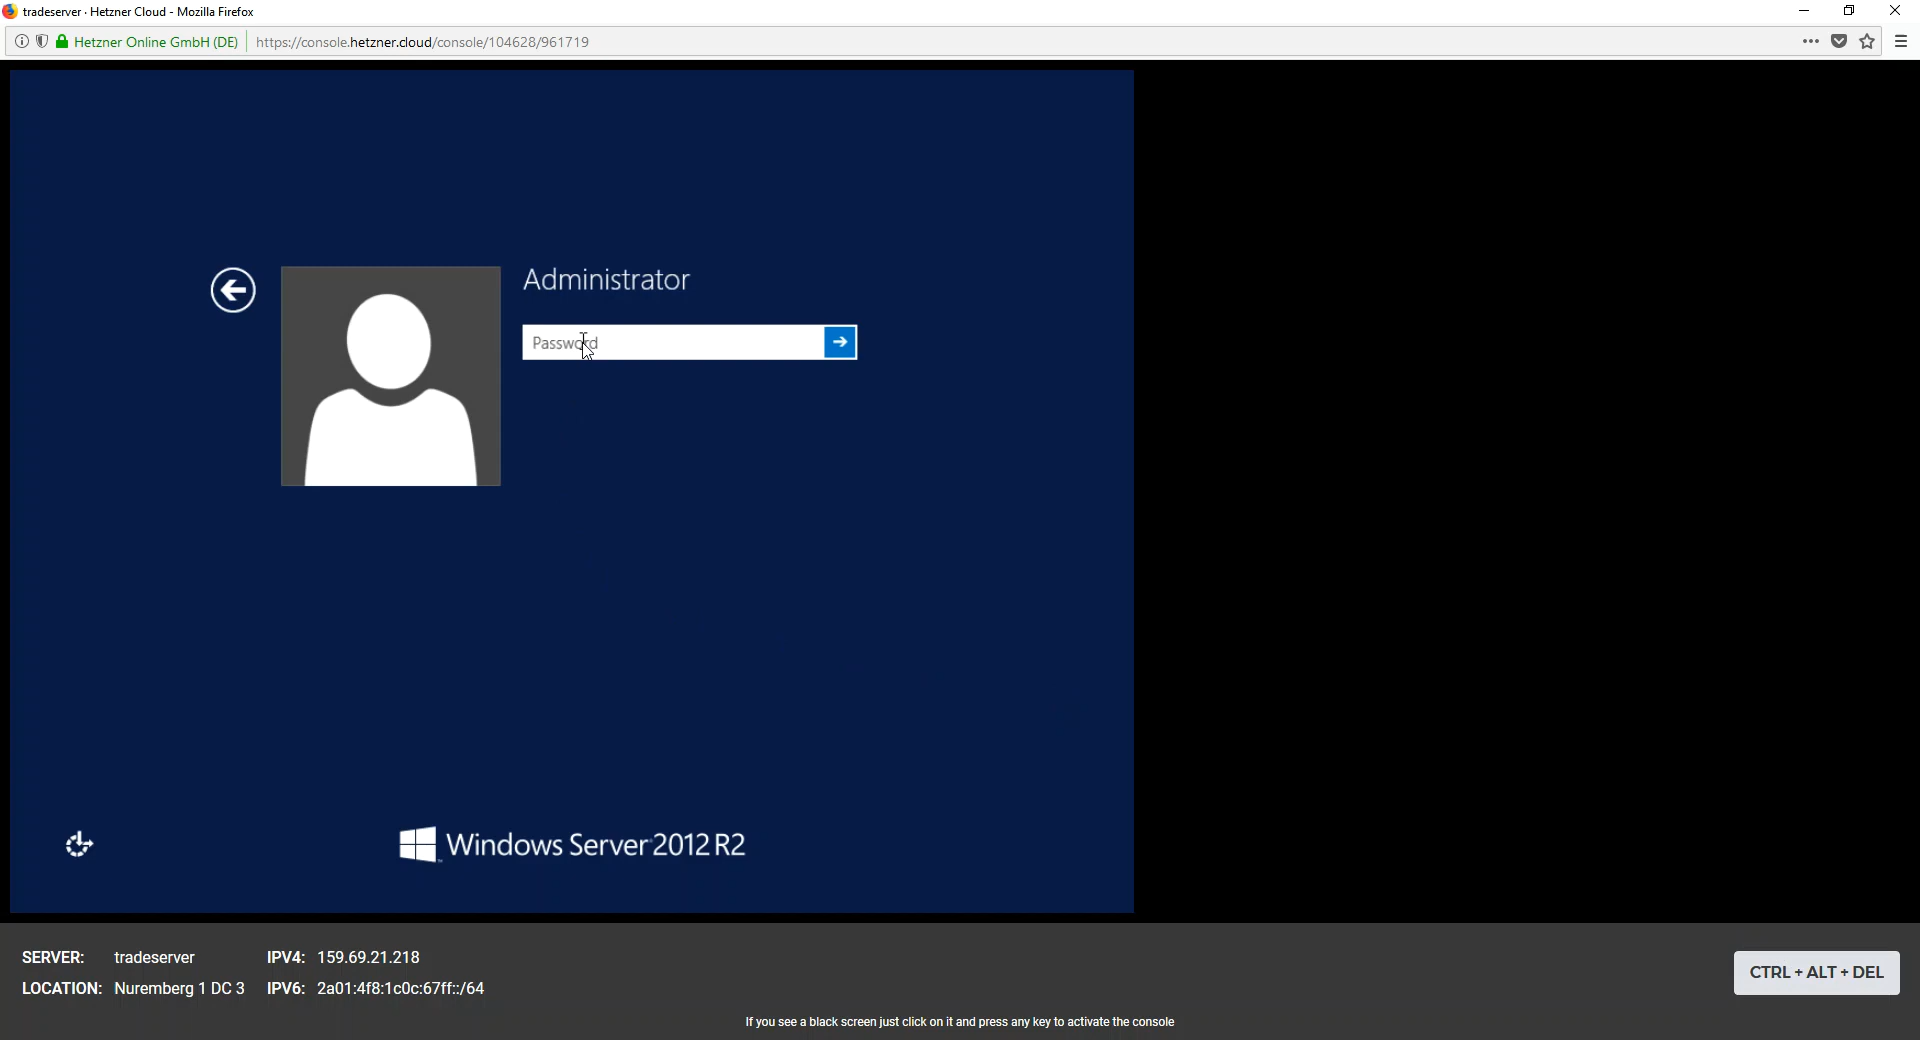 tradeserver · Hetzner Cloud - Mozilla Firefox
Hetzner Online GmbH (DE) https://console.hetzner.cloud/console/104628/961719
Administrator
Password
Windows Server 2012 R2
SERVER: tradeserver IPV4: 159.69.21.218
LOCATION: Nuremberg 1 DC 3 IPV6: 2a01:4f8:1c0c:67ff::/64
CTRL + ALT + DEL
If you see a black screen just click on it and press any key to activate the console